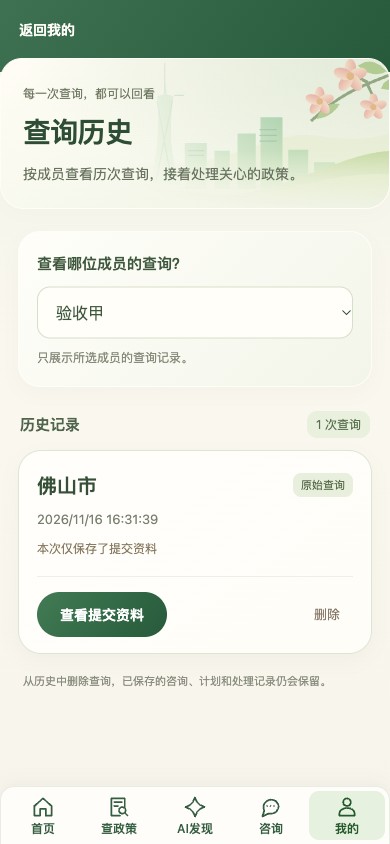 返回我的
每一次查询，都可以回看
查询历史
按成员查看历次查询，接着处理关心的政策。
查看哪位成员的查询?
验收甲
只展示所选成员的查询记录。
历史记录
1 次查询
佛山市
原始查询
2026/11/16 16:31:39
本次仅保存了提交资料
查看提交资料
删除
从历史中删除查询，已保存的咨询、计划和处理记录仍会保留。
首页
查政策
AI发现
咨询
我的